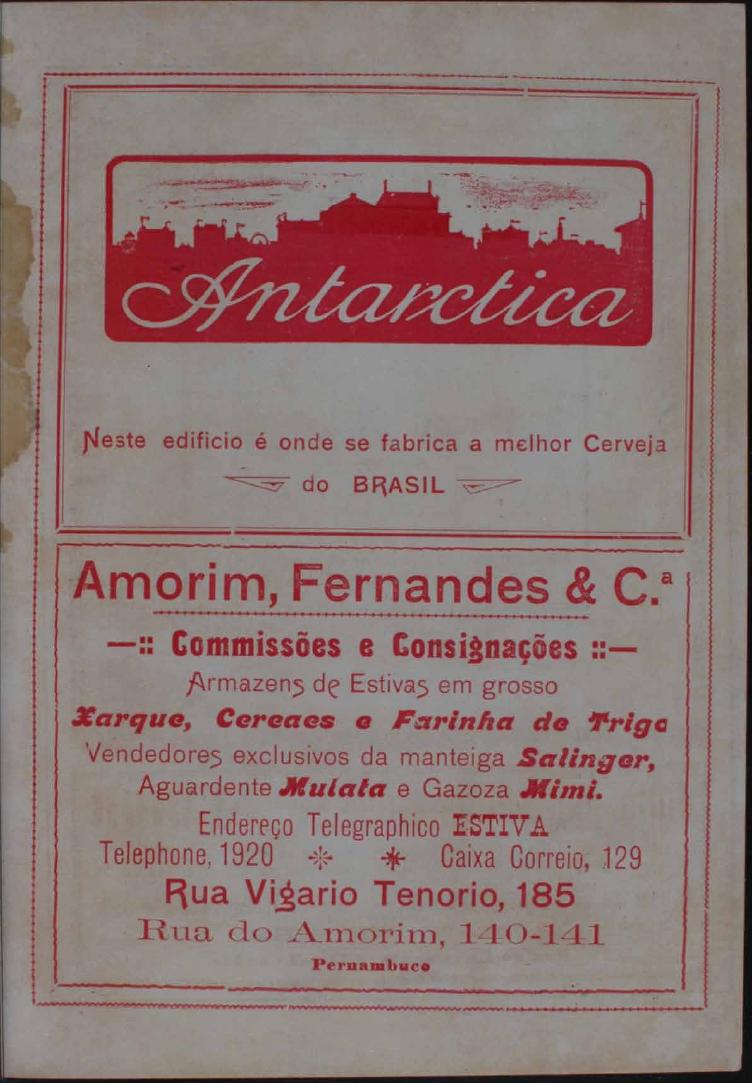 Antarctica
Neste edificio é onde se fabrica a melhor Cerveja
do BRASIL
Amorim, Fernandes & C.ª
—:: Commissões e Consignações ::—
Armazens de Estivas em grosso
Xarque, Cereaes e Farinha de Trigo
Vendedores exclusivos da manteiga Salinger,
Aguardente Mulata e Gazoza Mimi.
Endereço Telegraphico ESTIVA
Telephone, 1920 * * Caixa Correio, 129
Rua Vigario Tenorio, 185
Rua do Amorim, 140-141
Pernambuco